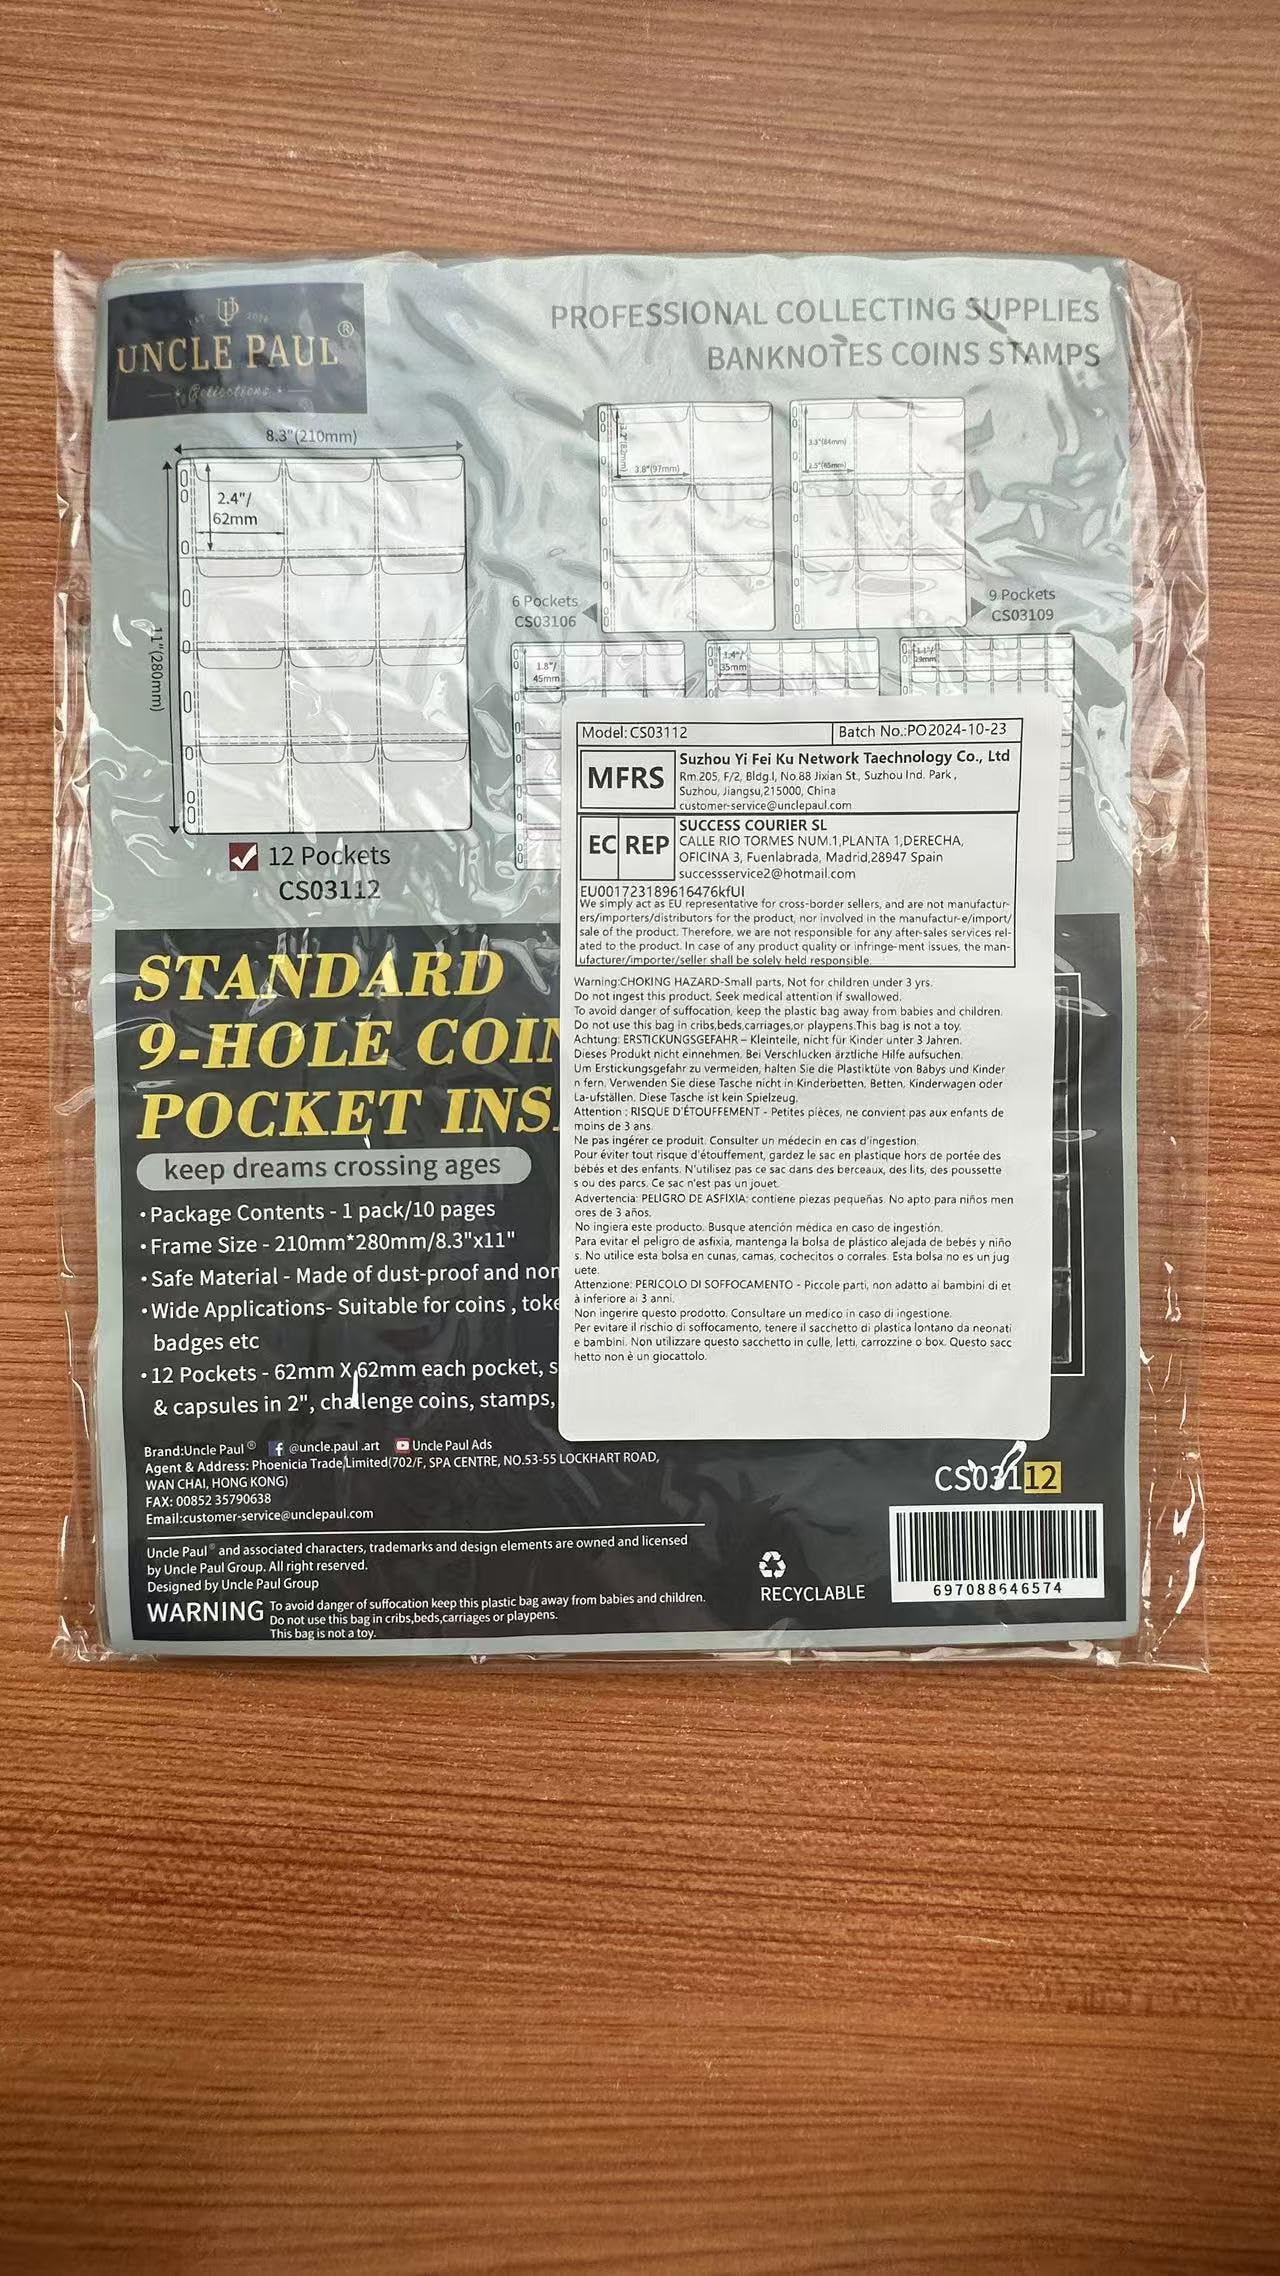 UNCLE PAUL®
Collections
PROFESSIONAL COLLECTING SUPPLIES
BANKNOTES COINS STAMPS
8.3"(210mm)
2.4"/
62mm
11"(280mm)
12 Pockets
CS03112
3.8"(97mm)
3.3"(84mm)
2.5"(65mm)
6 Pockets
CS03106
9 Pockets
CS03109
1.8"/
45mm
1.4"/
35mm
Model: CS03112
Batch No.:PO2024-10-23
MFRS
Suzhou Yi Fei Ku Network Taechnology Co., Ltd
Rm.205, F/2, Bldg.I, No.88 Jixian St., Suzhou Ind. Park ,
Suzhou, Jiangsu,215000, China
customer-service@unclepaul.com
EC REP
SUCCESS COURIER SL
CALLE RIO TORMES NUM.1,PLANTA 1,DERECHA,
OFICINA 3, Fuenlabrada, Madrid,28947 Spain
successservice2@hotmail.com
EU001723189616476kfUI
We simply act as EU representative for cross-border sellers, and are not manufactur-
ers/importers/distributors for the product, nor involved in the manufactur-e/import/
sale of the product. Therefore, we are not responsible for any after-sales services rel-
ated to the product. In case of any product quality or infringe-ment issues, the man-
ufacturer/importer/seller shall be solely held responsible.
Warning:CHOKING HAZARD-Small parts, Not for children under 3 yrs.
Do not ingest this product. Seek medical attention if swallowed.
To avoid danger of suffocation, keep the plastic bag away from babies and children.
Do not use this bag in cribs,beds,carriages,or playpens.This bag is not a toy.
Achtung: ERSTICKUNGSGEFAHR – Kleinteile, nicht für Kinder unter 3 Jahren.
Dieses Produkt nicht einnehmen. Bei Verschlucken ärztliche Hilfe aufsuchen.
Um Erstickungsgefahr zu vermeiden, halten Sie die Plastiktüte von Babys und Kinder
n fern. Verwenden Sie diese Tasche nicht in Kinderbetten, Betten, Kinderwagen oder
La-ufställen. Diese Tasche ist kein Spielzeug.
Attention : RISQUE D'ÉTOUFFEMENT - Petites pièces, ne convient pas aux enfants de
moins de 3 ans.
Ne pas ingérer ce produit. Consulter un médecin en cas d'ingestion.
Pour éviter tout risque d'étouffement, gardez le sac en plastique hors de portée des
bébés et des enfants. N'utilisez pas ce sac dans des berceaux, des lits, des poussette
s ou des parcs. Ce sac n'est pas un jouet.
Advertencia: PELIGRO DE ASFIXIA: contiene piezas pequeñas. No apto para niños men
ores de 3 años.
No ingiera este producto. Busque atención médica en caso de ingestión.
Para evitar el peligro de asfixia, mantenga la bolsa de plástico alejada de bebés y niño
s. No utilice esta bolsa en cunas, camas, cochecitos o corrales. Esta bolsa no es un jug
uete.
Attenzione: PERICOLO DI SOFFOCAMENTO - Piccole parti, non adatto ai bambini di et
à inferiore ai 3 anni.
Non ingerire questo prodotto. Consultare un medico in caso di ingestione.
Per evitare il rischio di soffocamento, tenere il sacchetto di plastica lontano da neonati
e bambini. Non utilizzare questo sacchetto in culle, letti, carrozzine o box. Questo sacc
hetto non è un giocattolo.
STANDARD
9-HOLE COIN
POCKET INS
keep dreams crossing ages
•Package Contents - 1 pack/10 pages
•Frame Size - 210mm*280mm/8.3"x11"
•Safe Material - Made of dust-proof and non
•Wide Applications- Suitable for coins , toke
badges etc
•12 Pockets - 62mm X 62mm each pocket, s
& capsules in 2", challenge coins, stamps,
Brand:Uncle Paul® @uncle.paul .art Uncle Paul Ads
Agent & Address: Phoenicia Trade Limited(702/F, SPA CENTRE, NO.53-55 LOCKHART ROAD,
WAN CHAI, HONG KONG)
FAX: 00852 35790638
Email:customer-service@unclepaul.com
Uncle Paul® and associated characters, trademarks and design elements are owned and licensed
by Uncle Paul Group. All right reserved.
Designed by Uncle Paul Group
WARNING
To avoid danger of suffocation keep this plastic bag away from babies and children.
Do not use this bag in cribs,beds,carriages or playpens.
This bag is not a toy.
RECYCLABLE
CS03112
697088646574